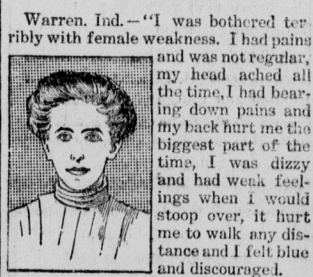 Warren, Ind.—"I was bothered ter-
ribly with female weakness. I had pains
and was not regular,
my head ached all
the time, I had bear-
ing down pains and
my back hurt me the
biggest part of the
time, I was dizzy
and had weak feel-
ings when I would
stoop over, it hurt
me to walk any dis-
tance and I felt blue
and discouraged.